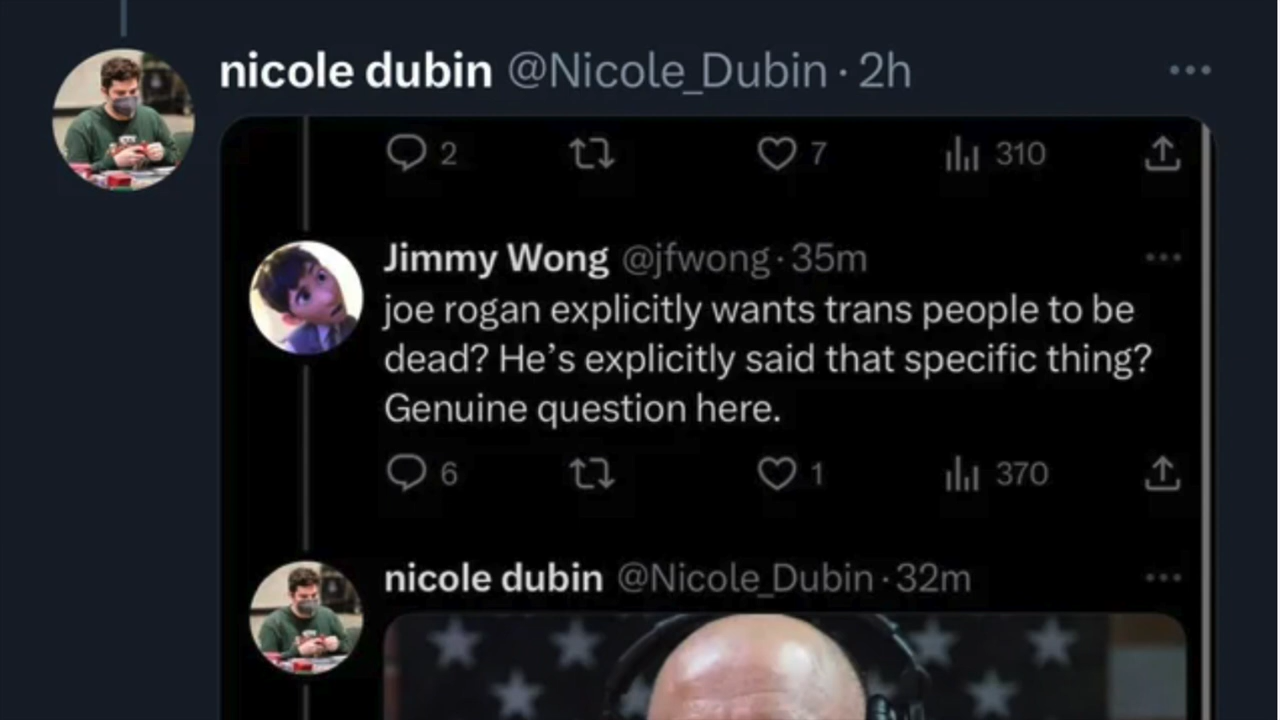 nicole dubin @Nicole_Dubin · 2h
2 7 310
Jimmy Wong @jfwong · 35m
joe rogan explicitly wants trans people to be
dead? He’s explicitly said that specific thing?
Genuine question here.
6 1 370
nicole dubin @Nicole_Dubin · 32m